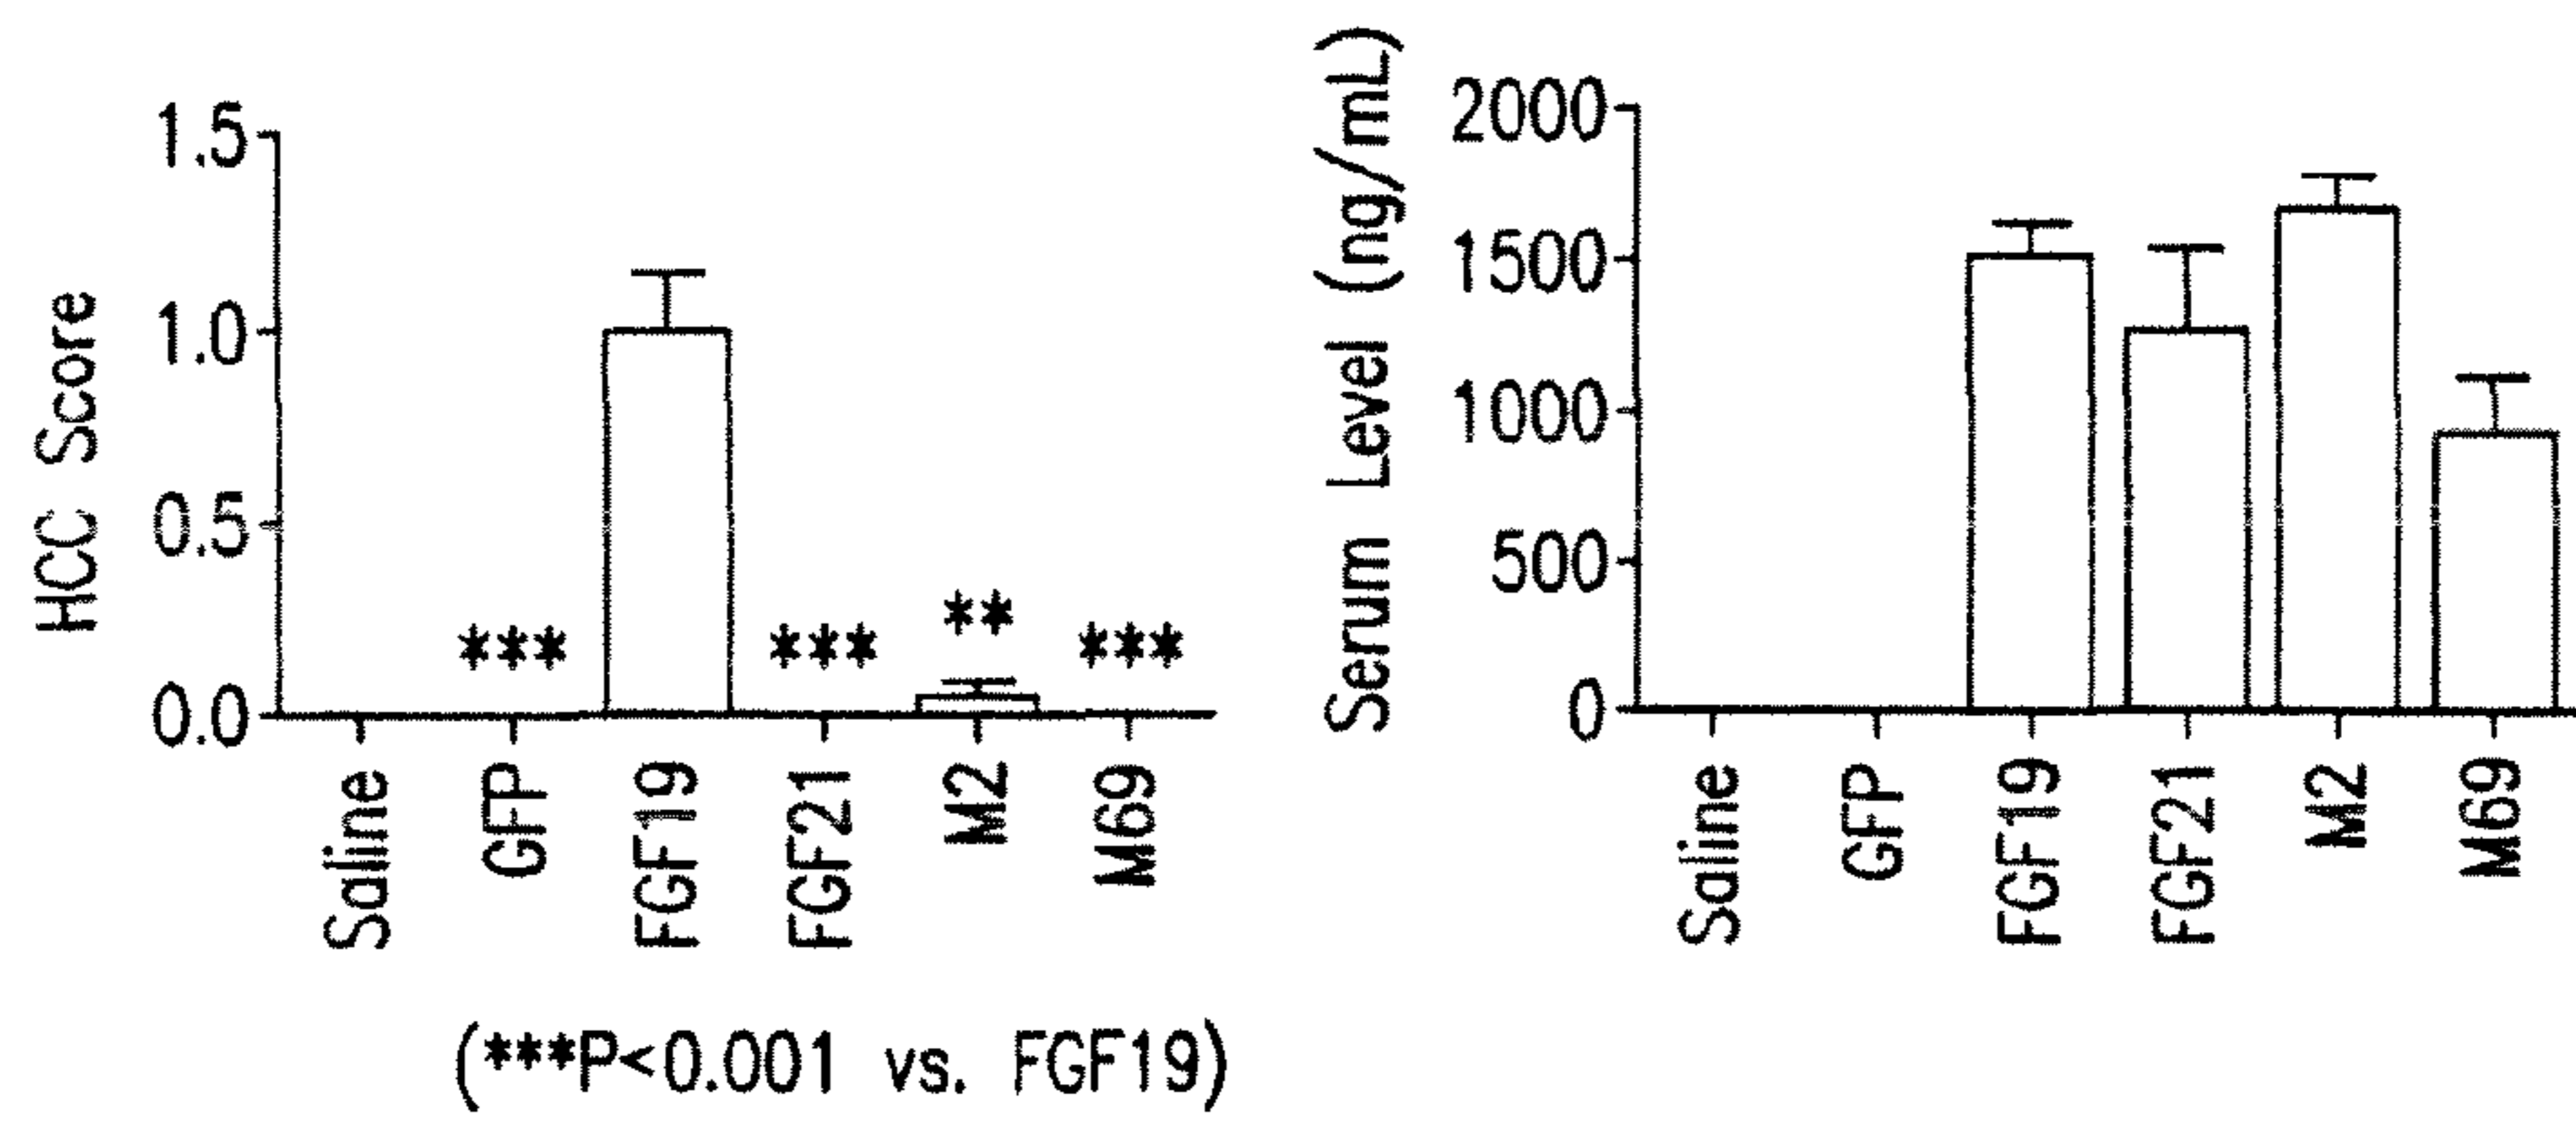 HCC Score
1.5
1.0
0.5
0.0
***
***
**
***
Saline
GFP
FGF19
FGF21
M2
M69
(***P<0.001 vs. FGF19)
Serum Level (ng/mL)
2000
1500
1000
500
0
Saline
GFP
FGF19
FGF21
M2
M69